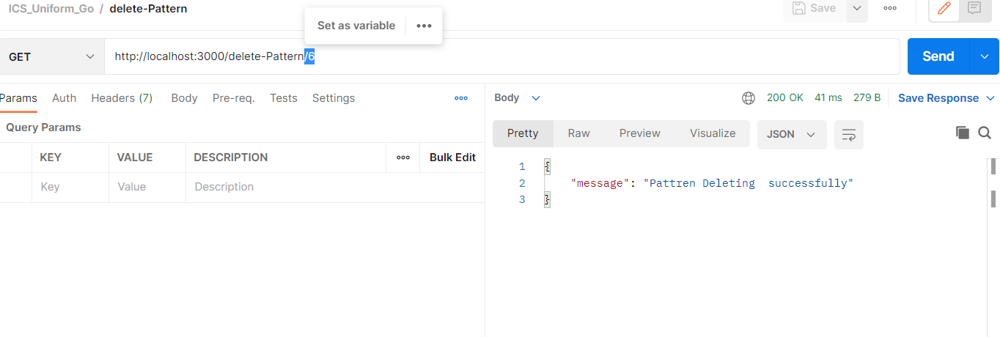 ICS_Uniform_Go / delete-Pattern
Save
Set as variable
GET
http://localhost:3000/delete-Pattern/6
Send
Params Auth Headers (7) Body Pre-req. Tests Settings
Query Params
KEY VALUE DESCRIPTION Bulk Edit
Key Value Description
Body 200 OK 41 ms 279 B Save Response
Pretty Raw Preview Visualize JSON
1 {
2 "message": "Pattren Deleting  successfully"
3 }